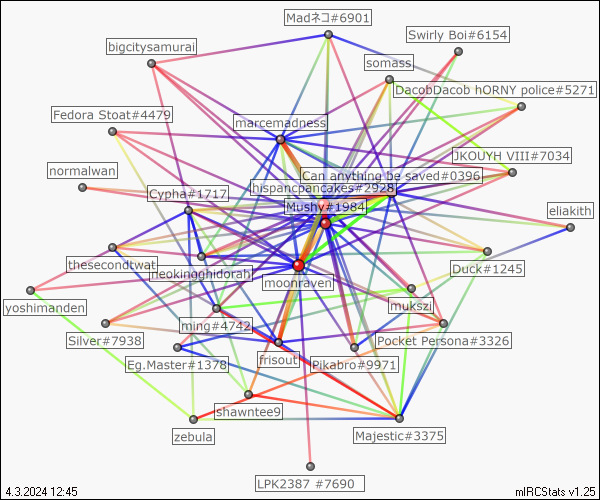 Madネコ#6901
Swirly Boi#6154
bigcitysamurai
somass
DacobDacob hORNY police#5271
Fedora Stoat#4479
marcemadness
JKOUYH VIII#7034
normalwan
Can anything be saved#0396
hispancpancakes#2928
Cypha#1717
Mushy#1984
eliakith
thesecondtwat
neokingghidorah
Duck#1245
moonraven
yoshimanden
mukszi
Silver#7938
ming#4742
Pocket Persona#3326
Eg.Master#1378
frisout
Pikabro#9971
shawntee9
zebula
Majestic#3375
LPK2387 #7690
4.3.2024 12:45
mIRCStats v1.25